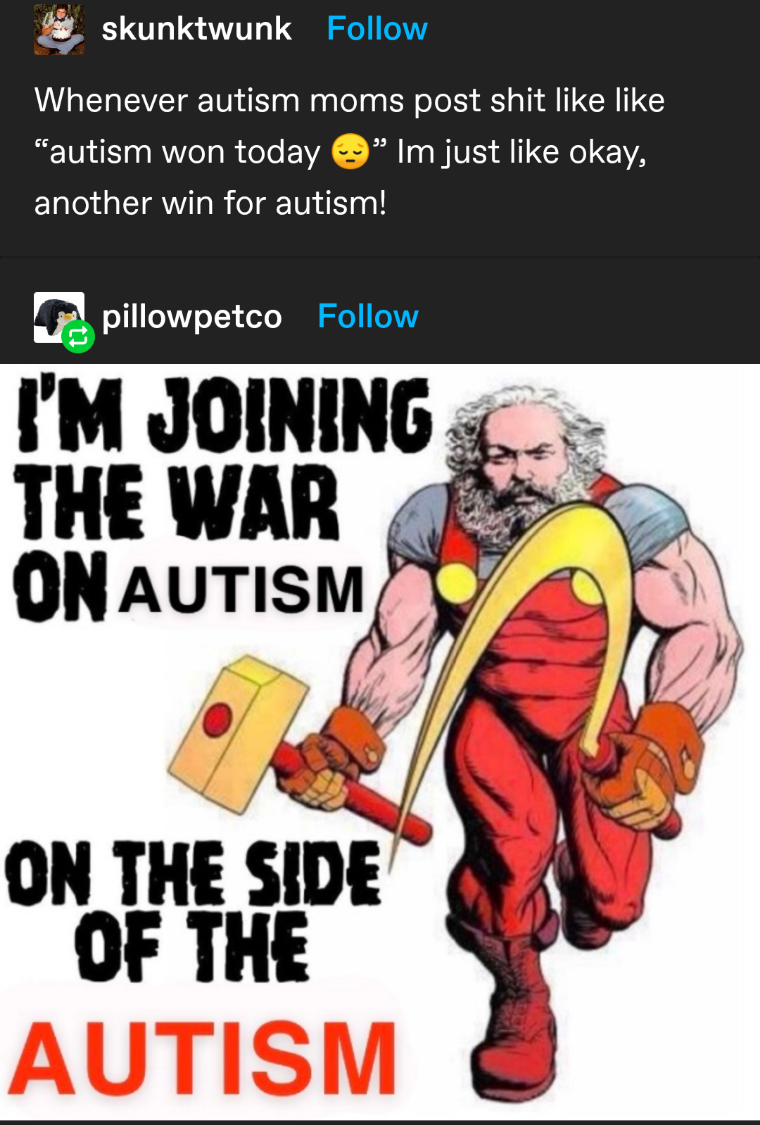 skunktwunk Follow
Whenever autism moms post shit like like
“autism won today 😔” Im just like okay,
another win for autism!
pillowpetco Follow
I'M JOINING
THE WAR
ON AUTISM
ON THE SIDE
OF THE
AUTISM